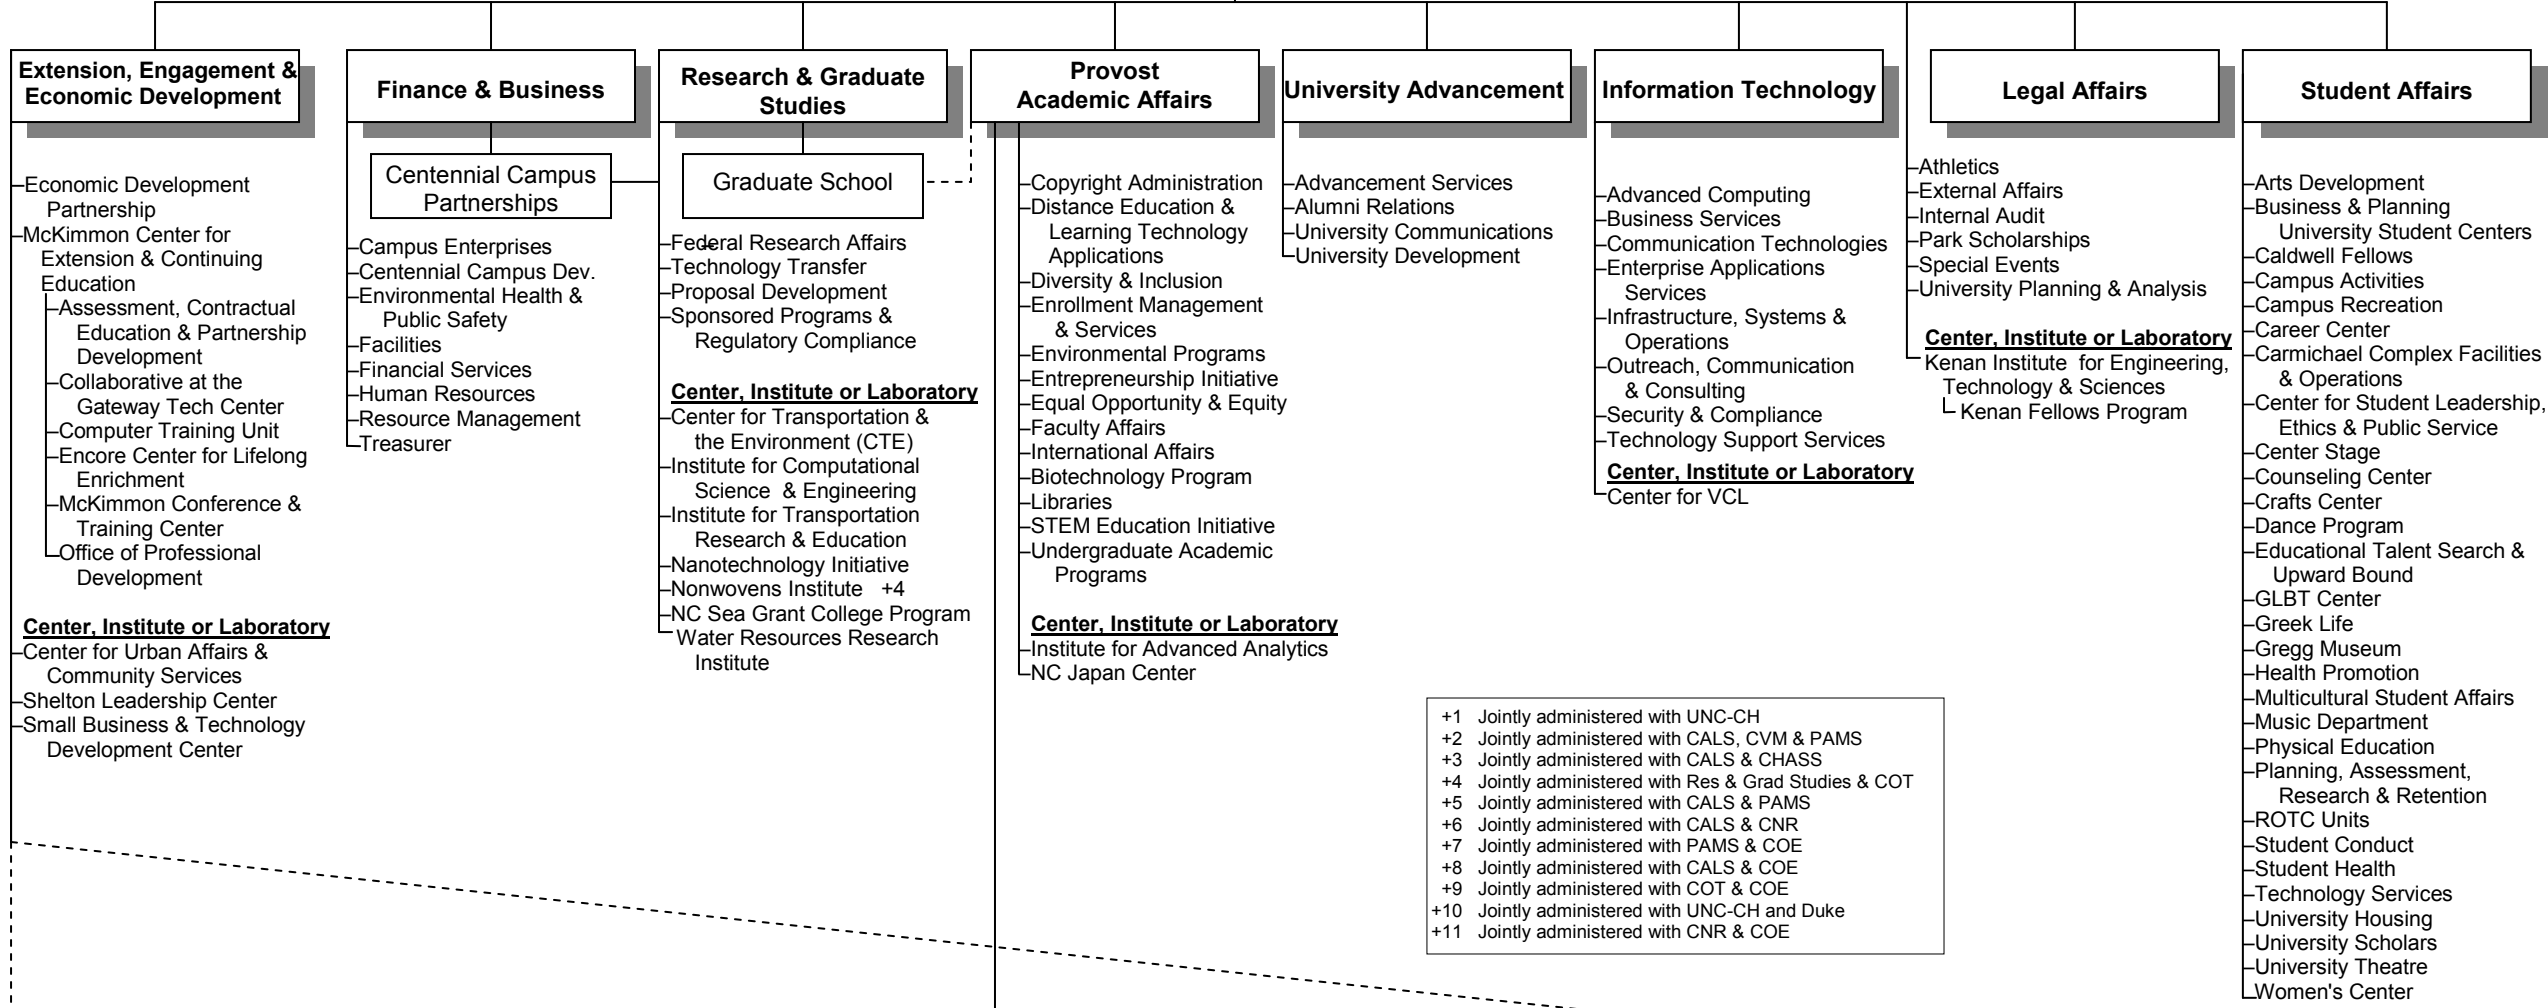 Extension, Engagement &
Economic Development
Economic Development
Partnership
McKimmon Center for
Extension & Continuing
Education
Assessment, Contractual
Education & Partnership
Development
Collaborative at the
Gateway Tech Center
Computer Training Unit
Encore Center for Lifelong
Enrichment
McKimmon Conference &
Training Center
Office of Professional
Development
Center, Institute or Laboratory
Center for Urban Affairs &
Community Services
Shelton Leadership Center
Small Business & Technology
Development Center
Finance & Business
Centennial Campus
Partnerships
Campus Enterprises
Centennial Campus Dev.
Environmental Health &
Public Safety
Facilities
Financial Services
Human Resources
Resource Management
Treasurer
Research & Graduate
Studies
Graduate School
Federal Research Affairs
Technology Transfer
Proposal Development
Sponsored Programs &
Regulatory Compliance
Center, Institute or Laboratory
Center for Transportation &
the Environment (CTE)
Institute for Computational
Science & Engineering
Institute for Transportation
Research & Education
Nanotechnology Initiative
Nonwovens Institute +4
NC Sea Grant College Program
Water Resources Research
Institute
Provost
Academic Affairs
Copyright Administration
Distance Education &
Learning Technology
Applications
Diversity & Inclusion
Enrollment Management
& Services
Environmental Programs
Entrepreneurship Initiative
Equal Opportunity & Equity
Faculty Affairs
International Affairs
Biotechnology Program
Libraries
STEM Education Initiative
Undergraduate Academic
Programs
Center, Institute or Laboratory
Institute for Advanced Analytics
NC Japan Center
University Advancement
Advancement Services
Alumni Relations
University Communications
University Development
Information Technology
Advanced Computing
Business Services
Communication Technologies
Enterprise Applications
Services
Infrastructure, Systems &
Operations
Outreach, Communication
& Consulting
Security & Compliance
Technology Support Services
Center, Institute or Laboratory
Center for VCL
Legal Affairs
Athletics
External Affairs
Internal Audit
Park Scholarships
Special Events
University Planning & Analysis
Center, Institute or Laboratory
Kenan Institute for Engineering,
Technology & Sciences
Kenan Fellows Program
Student Affairs
Arts Development
Business & Planning
University Student Centers
Caldwell Fellows
Campus Activities
Campus Recreation
Career Center
Carmichael Complex Facilities
& Operations
Center for Student Leadership,
Ethics & Public Service
Center Stage
Counseling Center
Crafts Center
Dance Program
Educational Talent Search &
Upward Bound
GLBT Center
Greek Life
Gregg Museum
Health Promotion
Multicultural Student Affairs
Music Department
Physical Education
Planning, Assessment,
Research & Retention
ROTC Units
Student Conduct
Student Health
Technology Services
University Housing
University Scholars
University Theatre
Women's Center
+1 Jointly administered with UNC-CH
+2 Jointly administered with CALS, CVM & PAMS
+3 Jointly administered with CALS & CHASS
+4 Jointly administered with Res & Grad Studies & COT
+5 Jointly administered with CALS & PAMS
+6 Jointly administered with CALS & CNR
+7 Jointly administered with PAMS & COE
+8 Jointly administered with CALS & COE
+9 Jointly administered with COT & COE
+10 Jointly administered with UNC-CH and Duke
+11 Jointly administered with CNR & COE